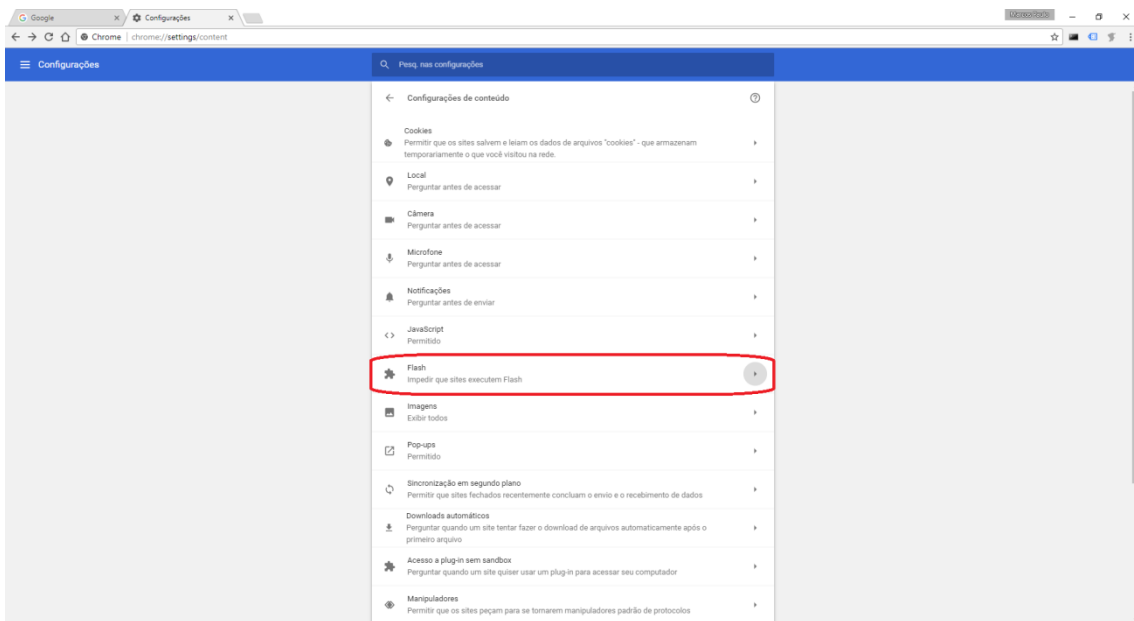 Google
Configurações
Chrome | chrome://settings/content
Configurações
Pesq. nas configurações
Configurações de conteúdo
Cookies
Permitir que os sites salvem e leiam os dados de arquivos "cookies" - que armazenam
temporariamente o que você visitou na rede.
Local
Perguntar antes de acessar
Câmera
Perguntar antes de acessar
Microfone
Perguntar antes de acessar
Notificações
Perguntar antes de enviar
JavaScript
Permitido
Flash
Impedir que sites executem Flash
Imagens
Exibir todos
Pop-ups
Permitido
Sincronização em segundo plano
Permitir que sites fechados recentemente concluam o envio e o recebimento de dados
Downloads automáticos
Perguntar quando um site tentar fazer o download de arquivos automaticamente após o
primeiro arquivo
Acesso a plug-in sem sandbox
Perguntar quando um site quiser usar um plug-in para acessar seu computador
Manipuladores
Permitir que os sites peçam para se tornarem manipuladores padrão de protocolos